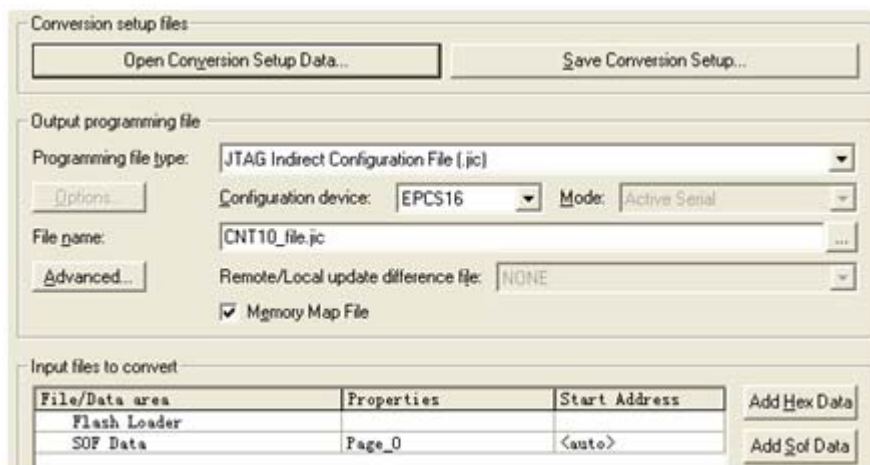 Conversion setup files
Open Conversion Setup Data...
Save Conversion Setup...
Output programming file
Programming file type: JTAG Indirect Configuration File (.jic)
Options... Configuration device: EPCS16 Mode: Active Serial
File name: CNT10_file.jic ...
Advanced... Remote/Local update difference file: NONE
Memory Map File
Input files to convert
File/Data area Properties Start Address Add Hex Data
Flash Loader
SOF Data Page_0 <auto> Add Sof Data